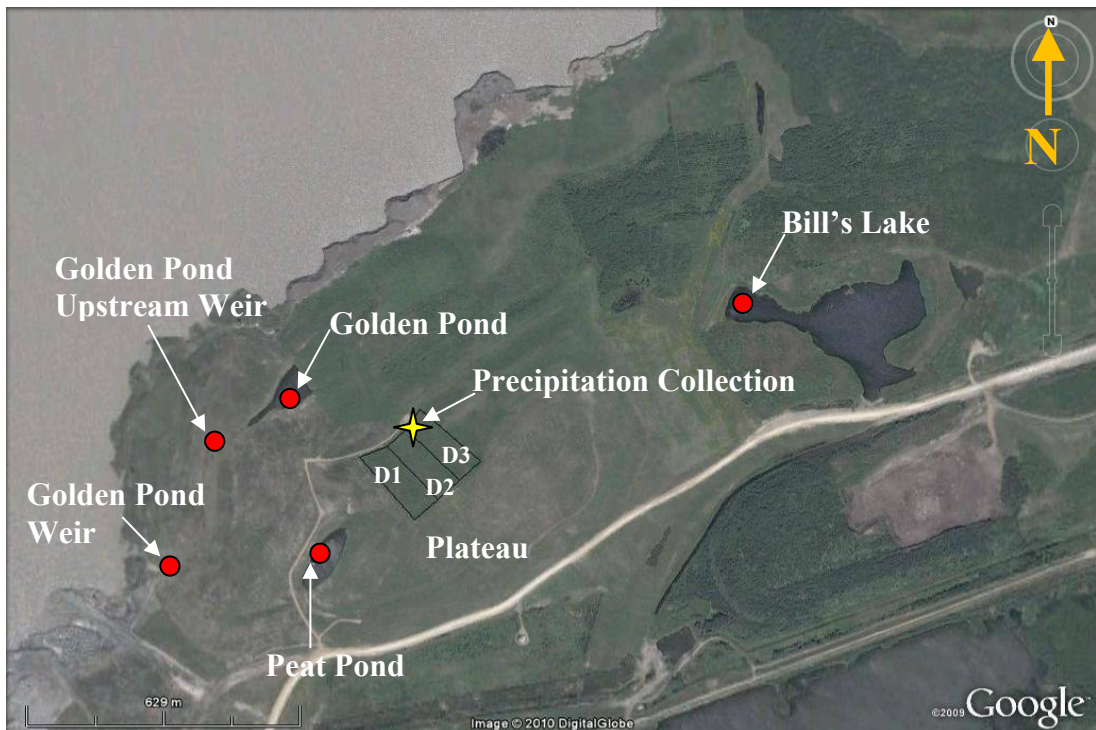 N
N
Bill's Lake
Golden Pond
Upstream Weir
Golden Pond
Precipitation Collection
D1
D3
D2
Golden Pond
Weir
Plateau
Peat Pond
629 m
Image © 2010 DigitalGlobe
©2009 Google